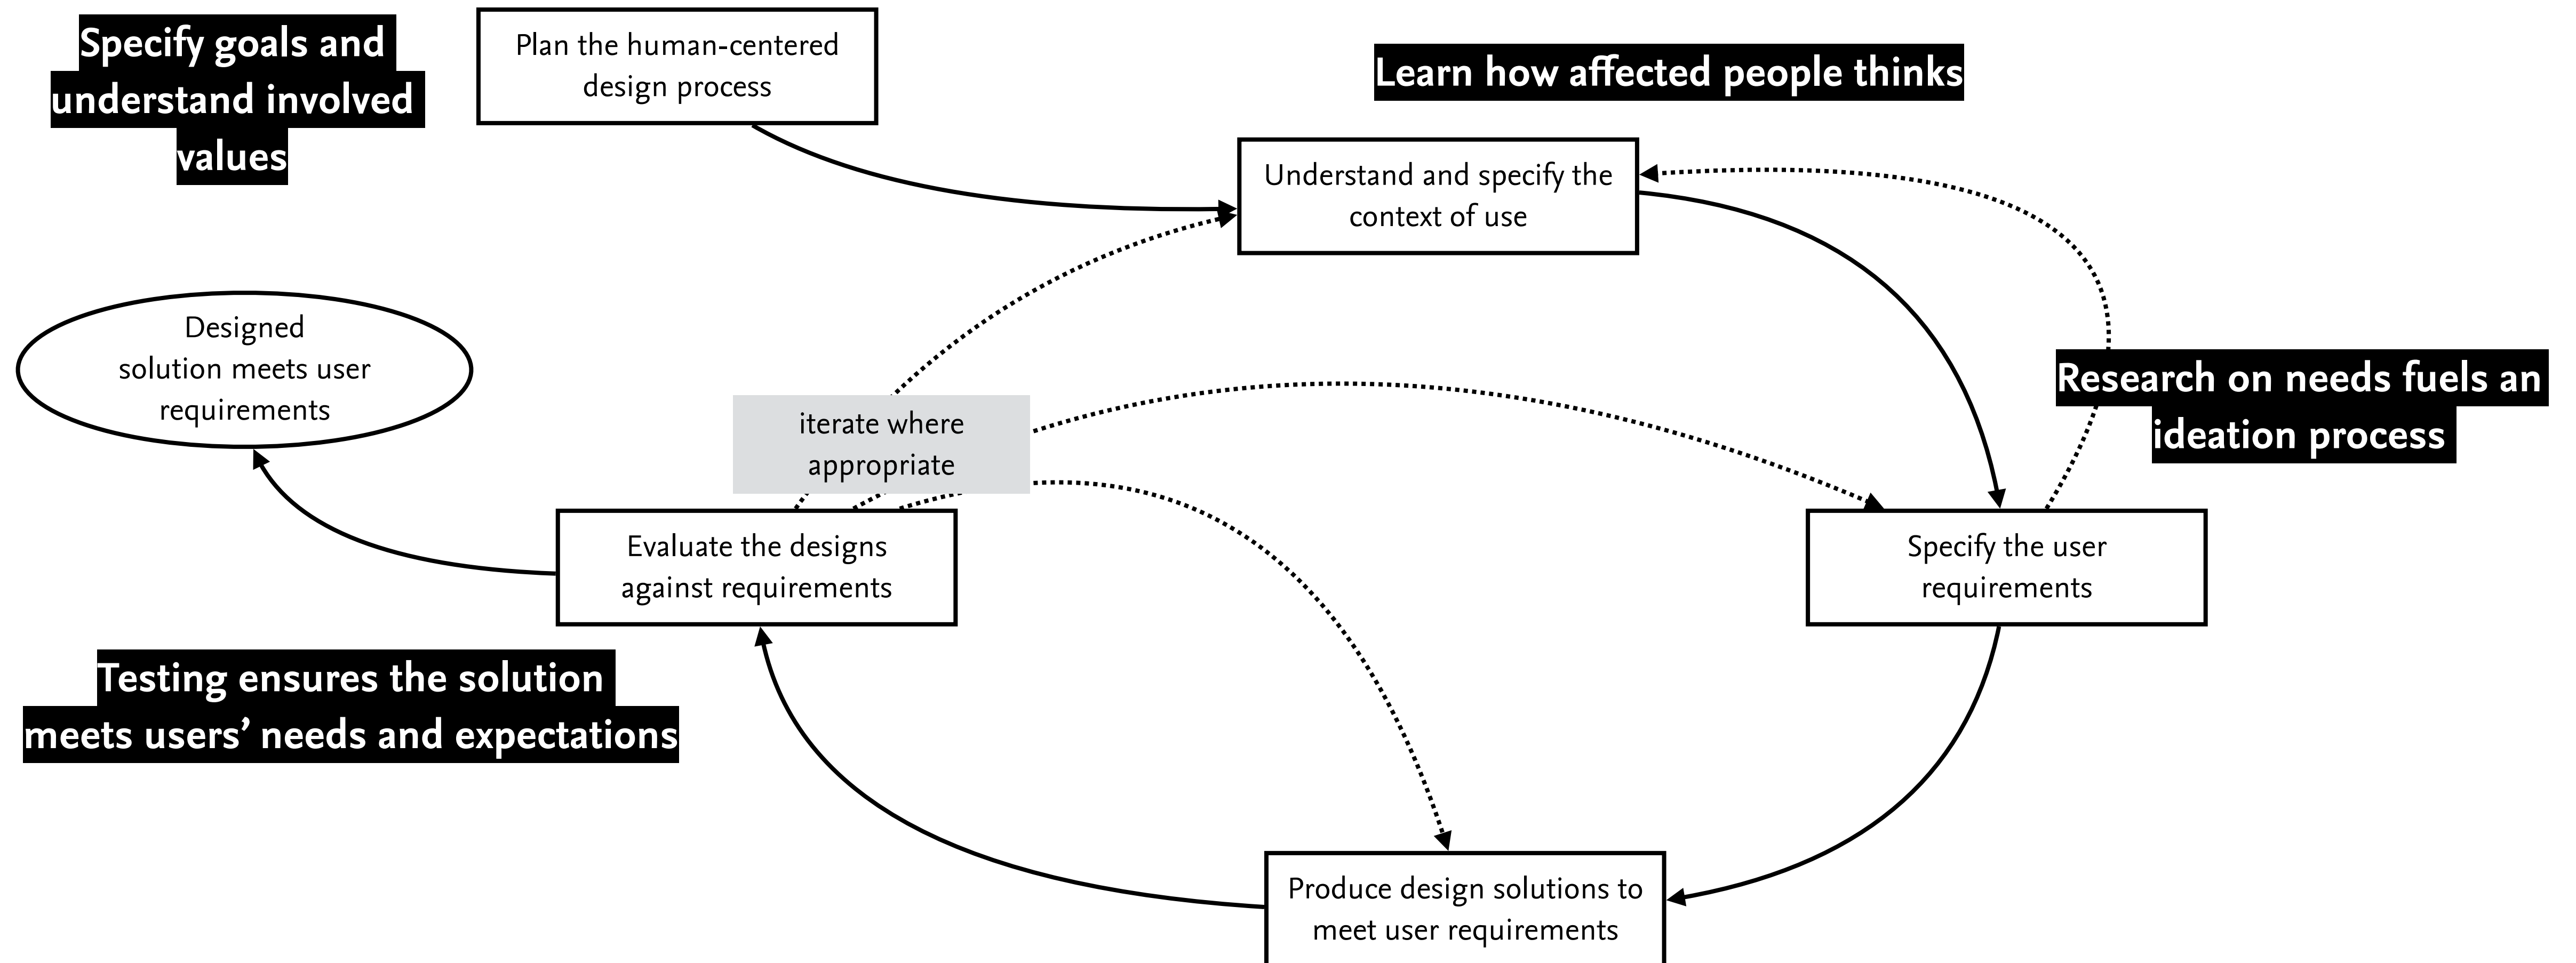 Specify goals and
understand involved
values
Plan the human-centered
design process
Learn how affected people thinks
Understand and specify the
context of use
Designed
solution meets user
requirements
iterate where
appropriate
Research on needs fuels an
ideation process
Evaluate the designs
against requirements
Specify the user
requirements
Testing ensures the solution
meets users’ needs and expectations
Produce design solutions to
meet user requirements